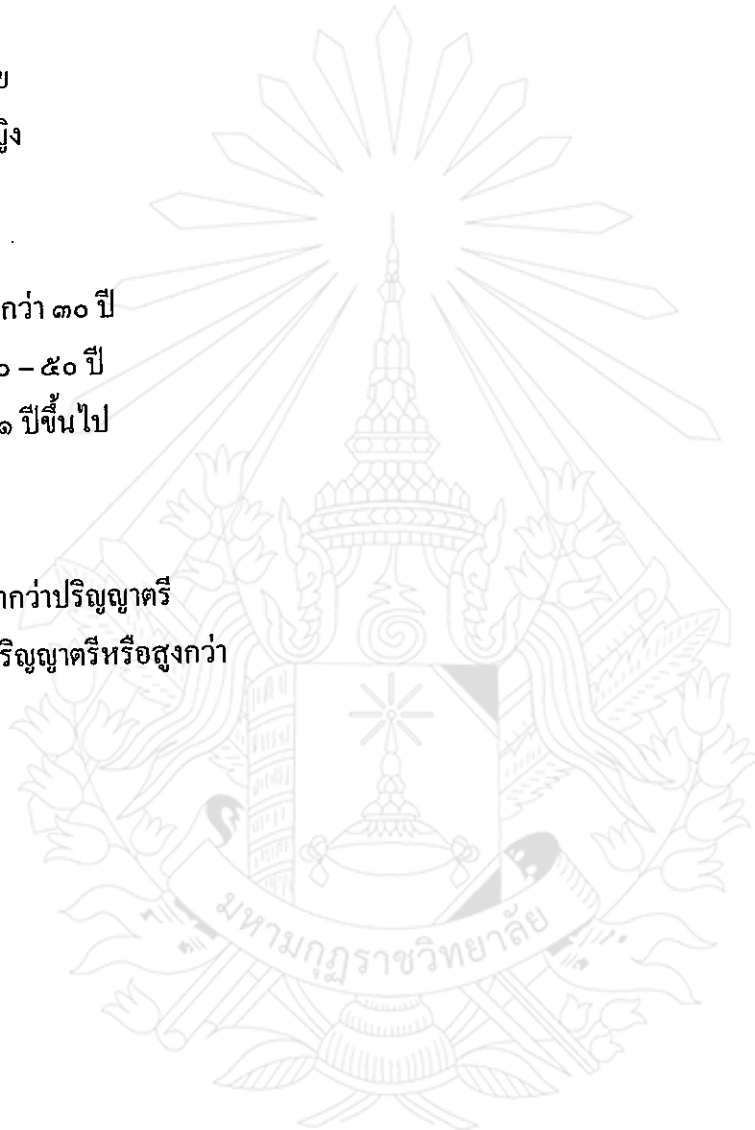 ย
ญิง
กว่า ๓๐ ปี
๐ – ๕๐ ปี
๑ ปีขึ้นไป
ากว่าปริญญาตรี
ริญญาตรีหรือสูงกว่า
มหามกุฏราชวิทยาลัย